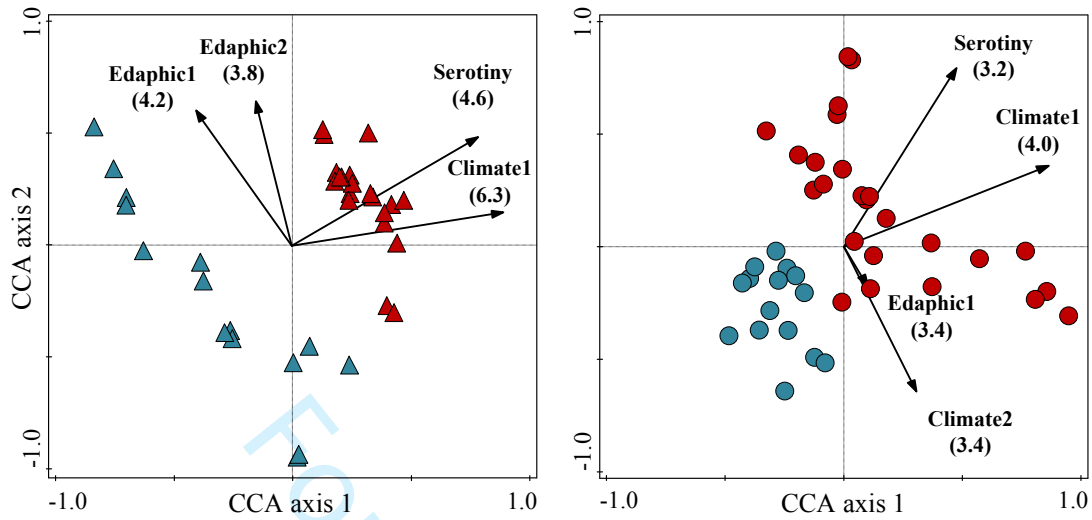 1.0
Edaphic2
(3.8)
Edaphic1
(4.2)
Serotiny
(4.6)
Climate1
(6.3)
CCA axis 2
-1.0
-1.0
CCA axis 1
1.0
For
1.0
Serotiny
(3.2)
Climate1
(4.0)
Edaphic1
(3.4)
Climate2
(3.4)
-1.0
-1.0
CCA axis 1
1.0